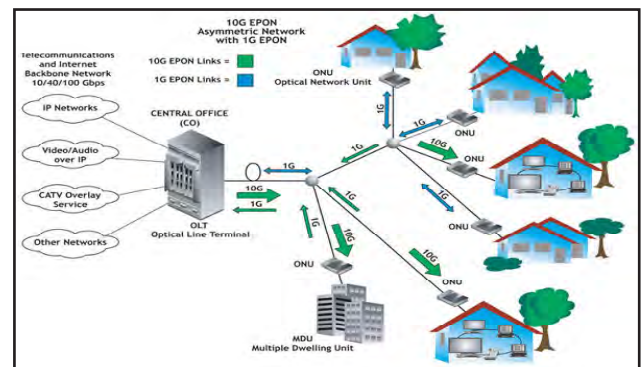 10G EPON
Asymmetric Network
with 1G EPON
10G EPON Links =
1G EPON Links =
Telecommunications
and Internet
Backbone Network
10/40/100 Gbps
IP Networks
Video/Audio
over IP
CATV Overlay
Service
Other Networks
CENTRAL OFFICE
(CO)
OLT
Optical Line Terminal
1G
10G
1G
ONU
Optical Network Unit
1G
1G
ONU
1G
10G
ONU
1G
1G
ONU
1G
10G
ONU
10G
ONU
MDU
Multiple Dwelling Unit